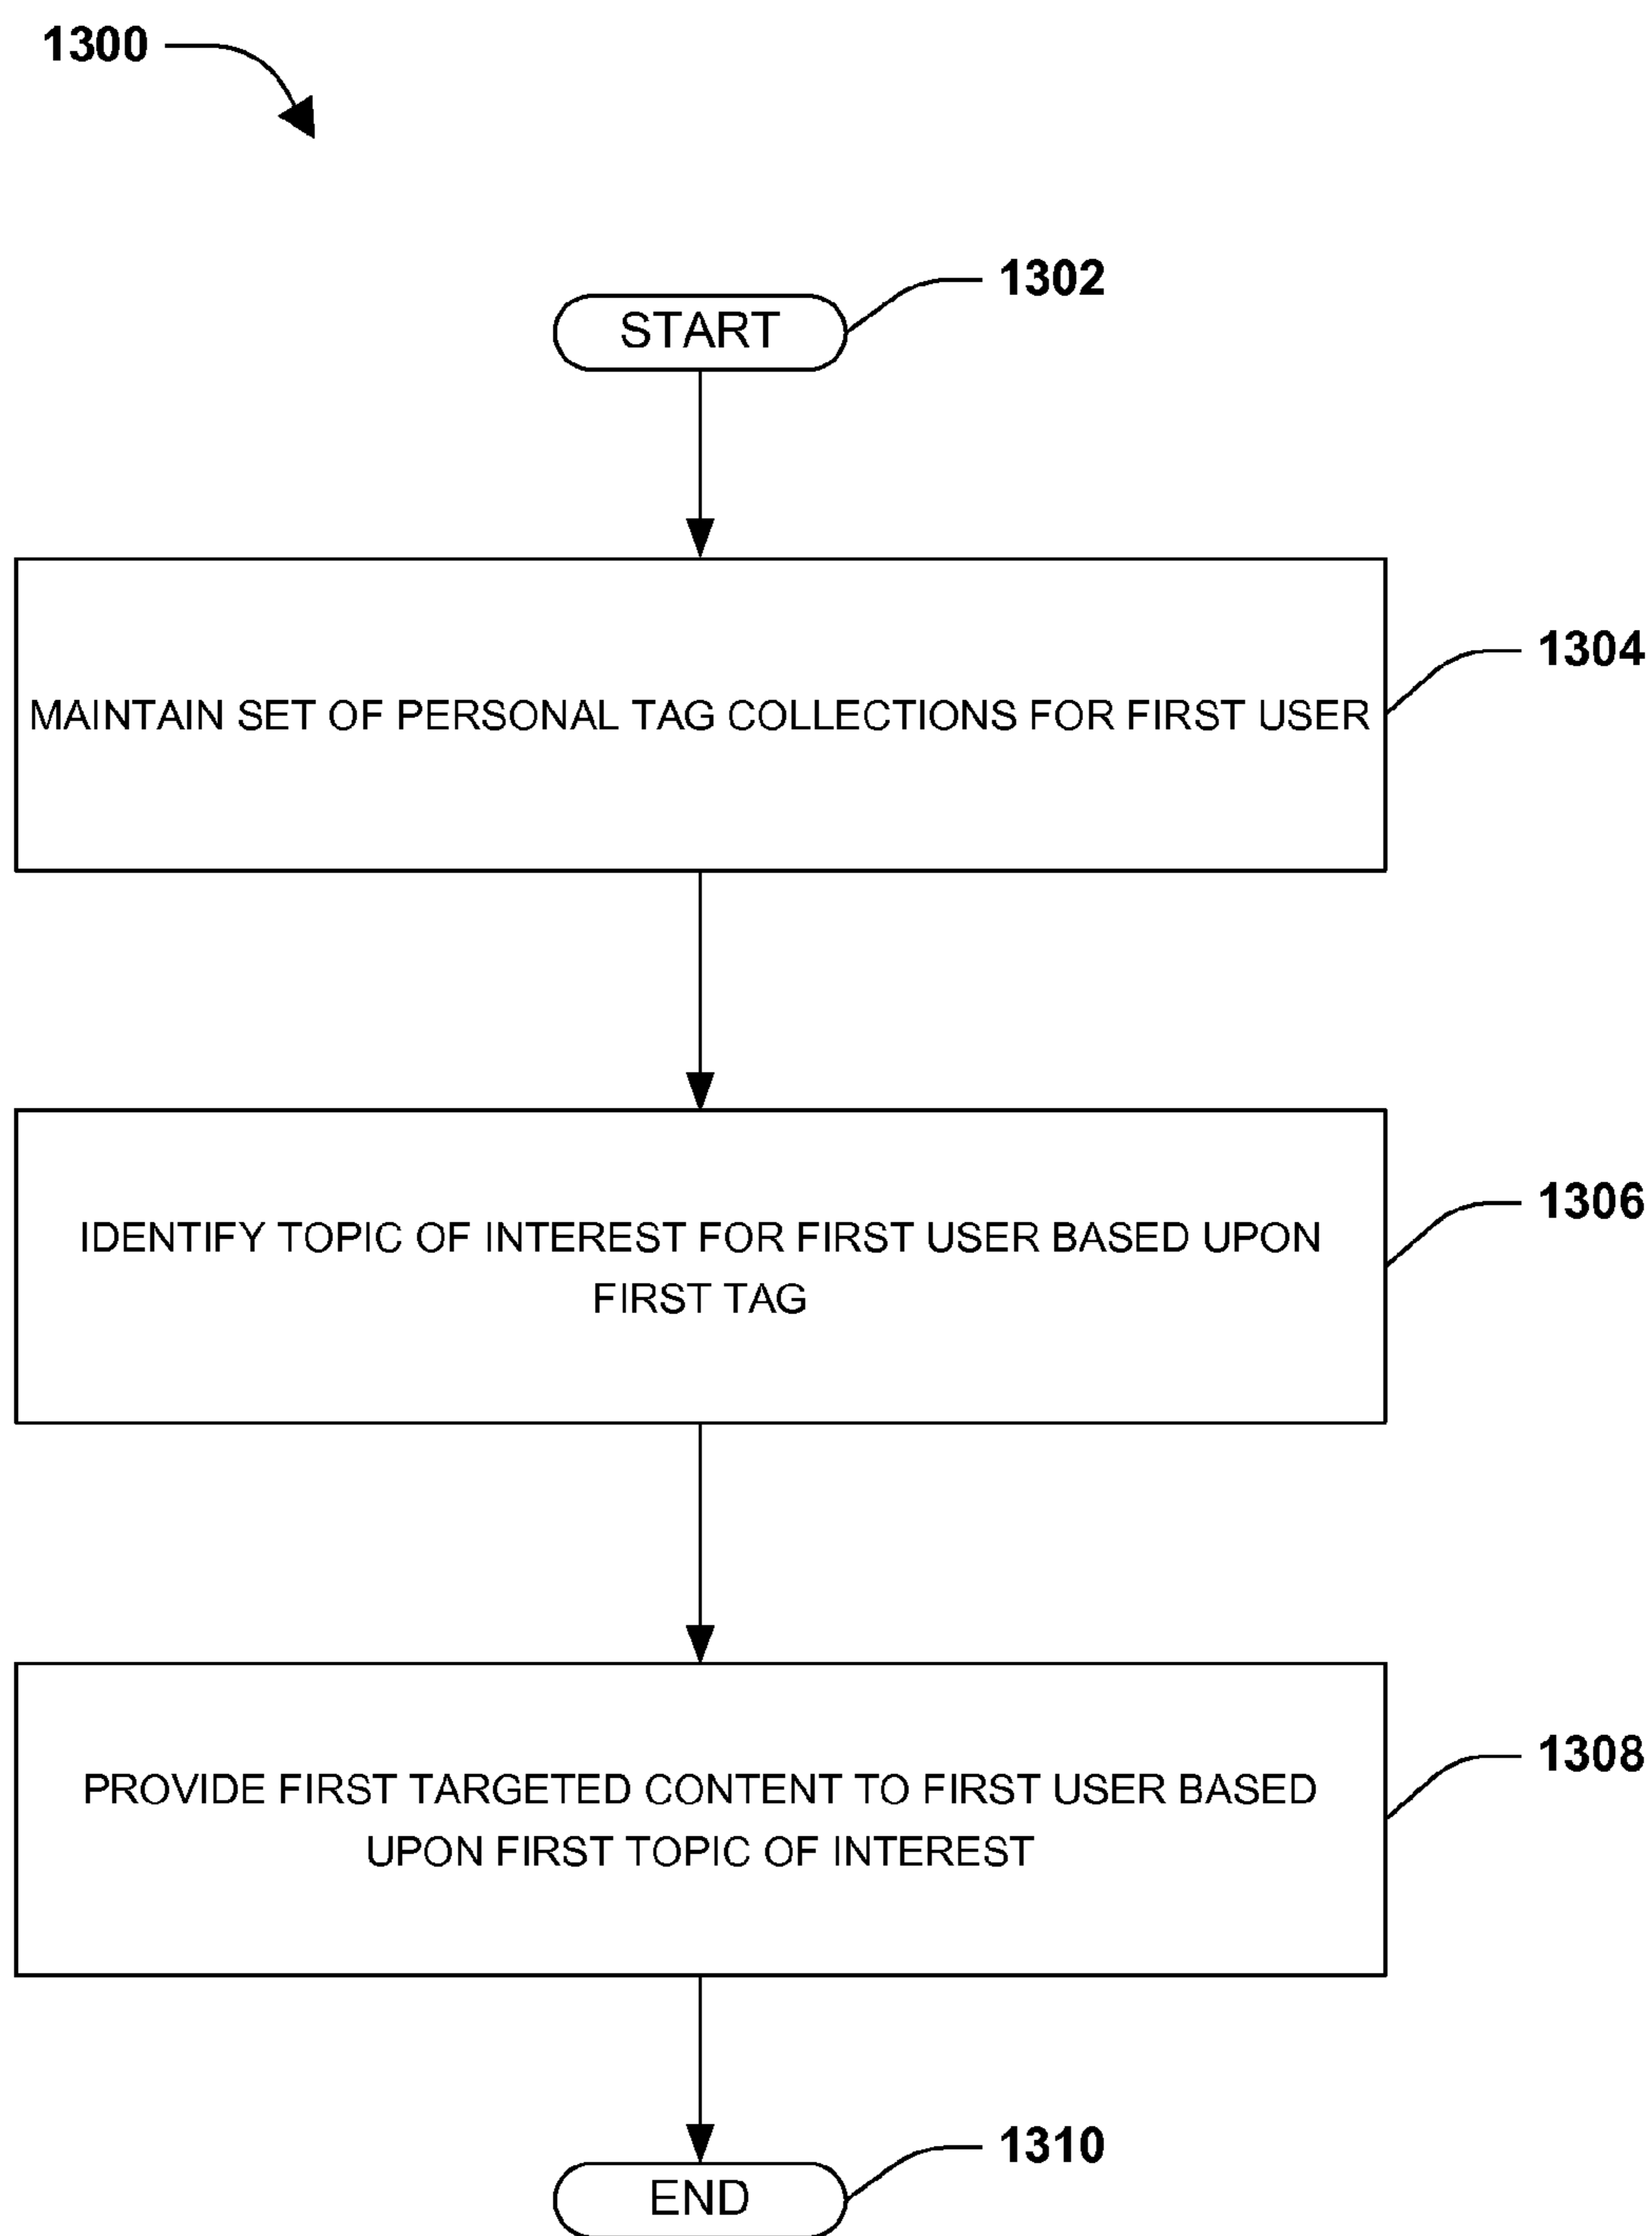 1300
1302
START
1304
MAINTAIN SET OF PERSONAL TAG COLLECTIONS FOR FIRST USER
1306
IDENTIFY TOPIC OF INTEREST FOR FIRST USER BASED UPON
FIRST TAG
1308
PROVIDE FIRST TARGETED CONTENT TO FIRST USER BASED
UPON FIRST TOPIC OF INTEREST
1310
END